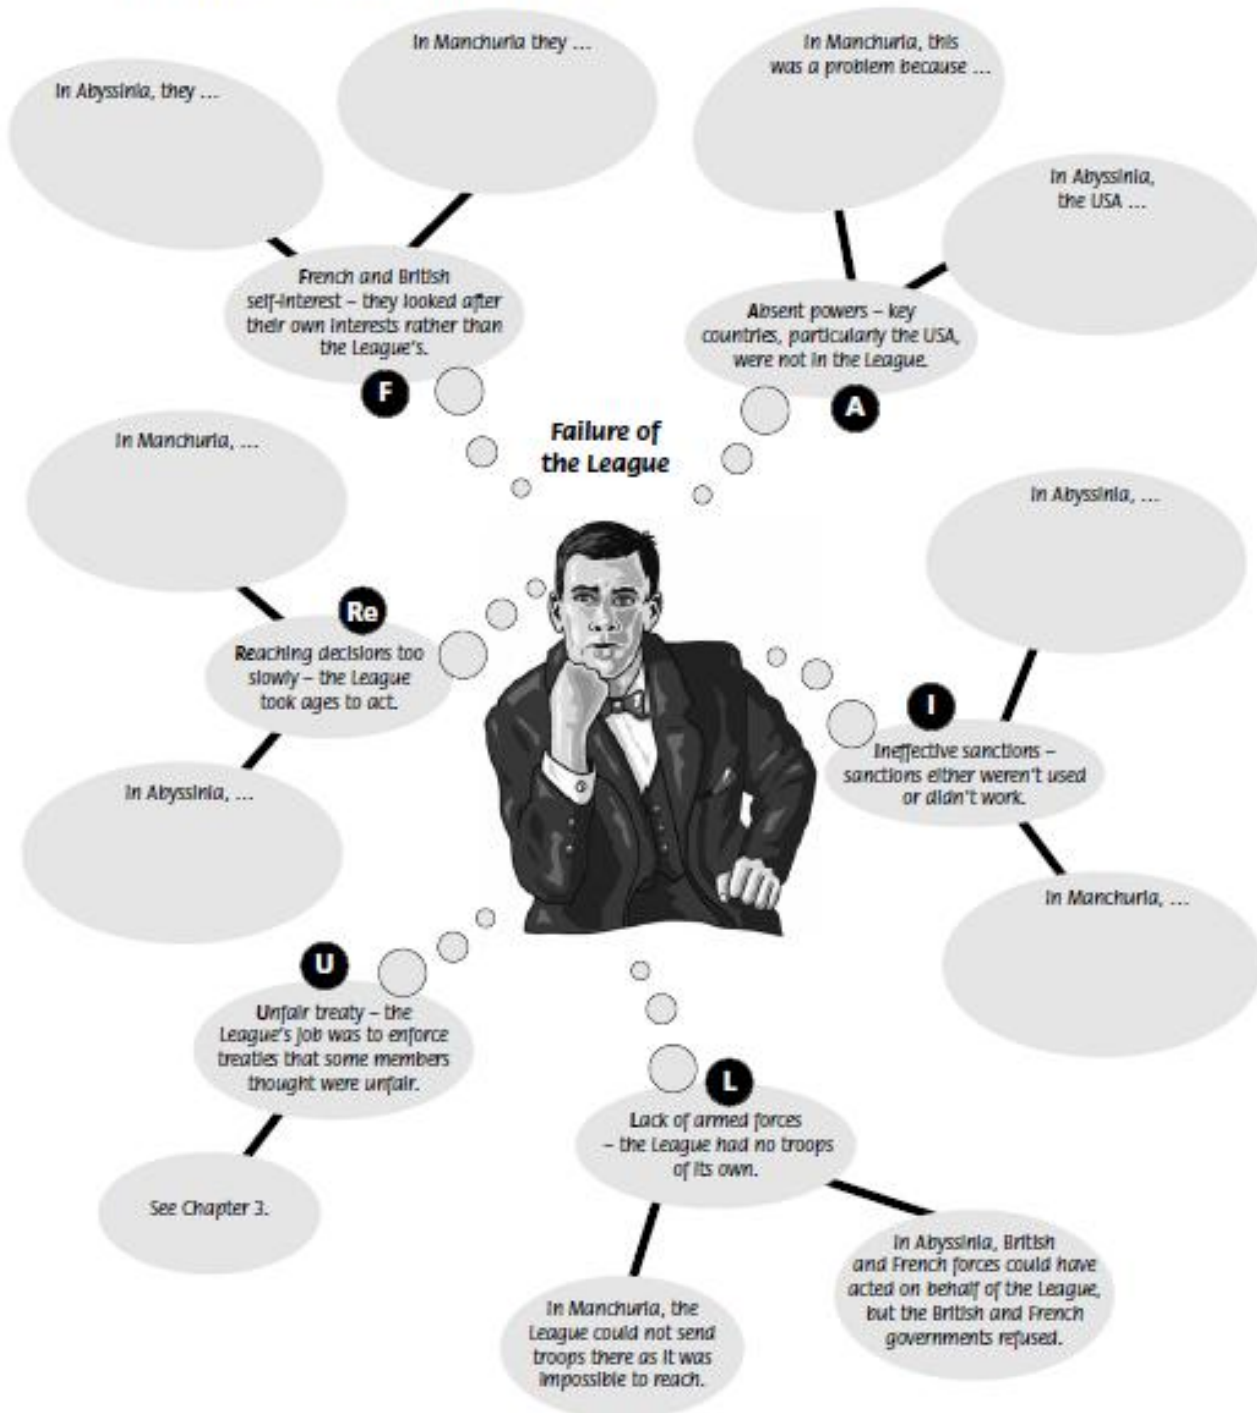 In Abyssinia, they ...
In Manchuria they ...
In Manchuria, this
was a problem because ...
In Abyssinia,
the USA ...
French and British
self-interest – they looked after
their own interests rather than
the League's.
F
Absent powers – key
countries, particularly the USA,
were not in the League.
A
Failure of
the League
In Manchuria, ...
Re
Reaching decisions too
slowly – the League
took ages to act.
In Abyssinia, ...
In Abyssinia, ...
I
Ineffective sanctions –
sanctions either weren't used
or didn't work.
In Manchuria, ...
U
Unfair treaty – the
League's job was to enforce
treaties that some members
thought were unfair.
See Chapter 3.
L
Lack of armed forces
– the League had no troops
of its own.
In Manchuria, the
League could not send
troops there as it was
impossible to reach.
In Abyssinia, British
and French forces could have
acted on behalf of the League,
but the British and French
governments refused.